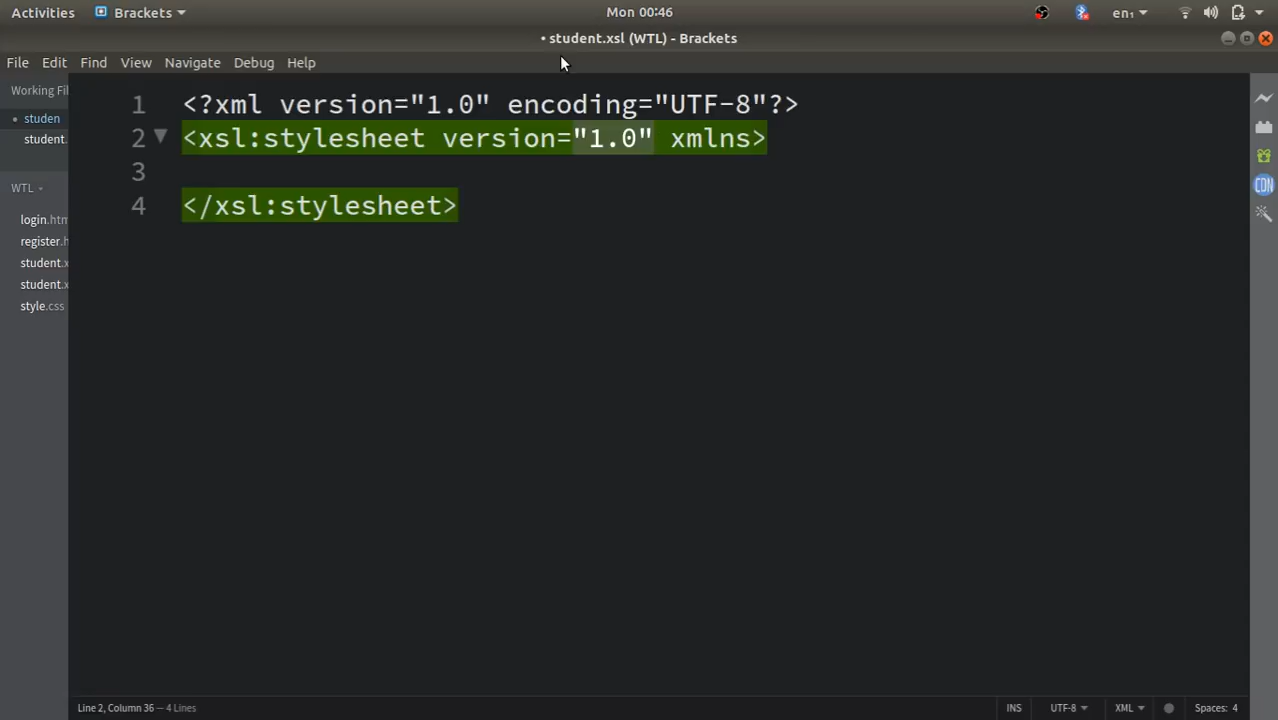 Activities Brackets Mon 00:46 en₁
• student.xsl (WTL) - Brackets
File Edit Find View Navigate Debug Help
Working Fil
• studen
student.
WTL
login.htm
register.h
student.x
student.x
style.css
1 <?xml version="1.0" encoding="UTF-8"?>
2 <xsl:stylesheet version="1.0" xmlns>
3
4 </xsl:stylesheet>
CDN
Line 2, Column 36 — 4 Lines INS UTF-8 XML Spaces: 4